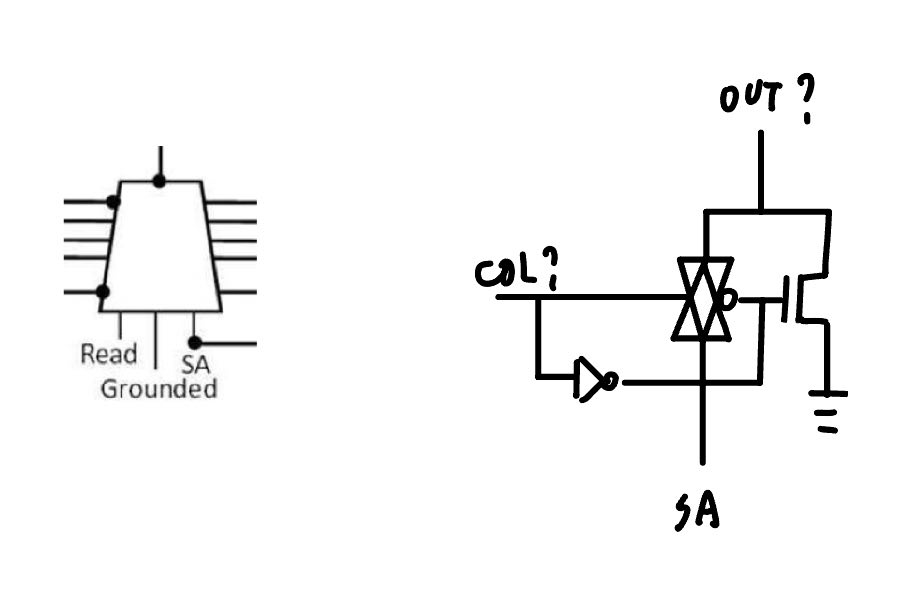 OUT?
COL?
Read
SA
Grounded
SA